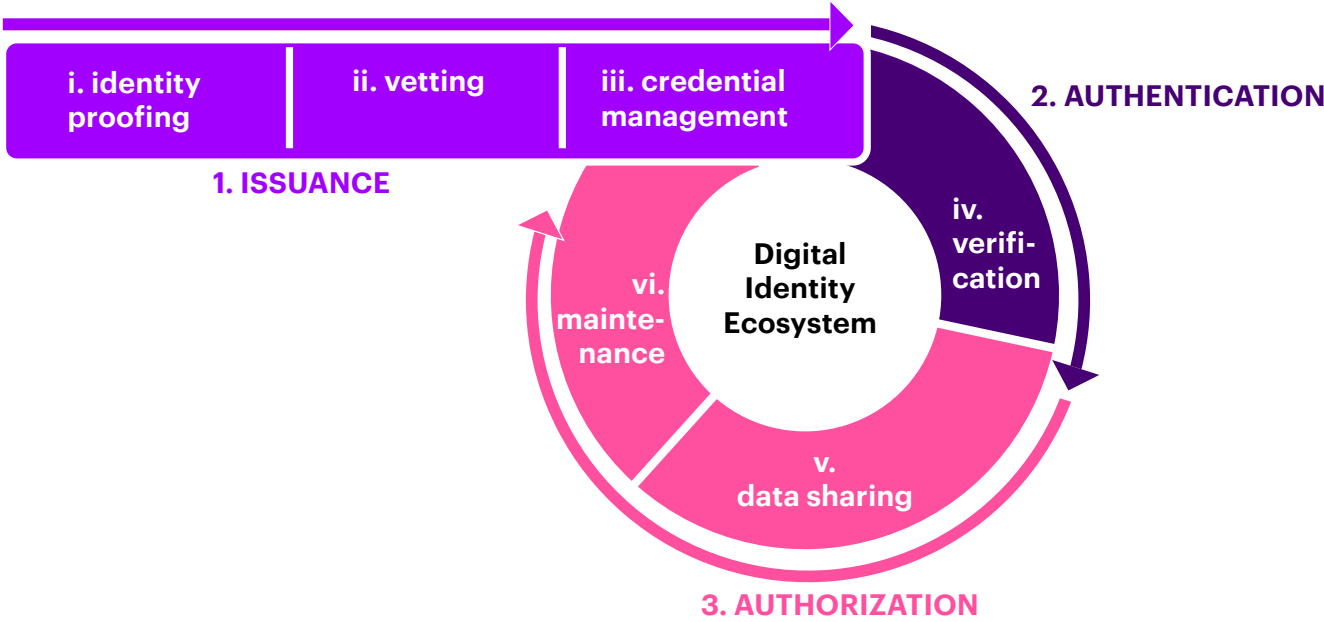 i. identity
proofing
ii. vetting
iii. credential
management
1. ISSUANCE
2. AUTHENTICATION
iv.
verifi-
cation
Digital
Identity
Ecosystem
vi.
mainte-
nance
v.
data sharing
3. AUTHORIZATION